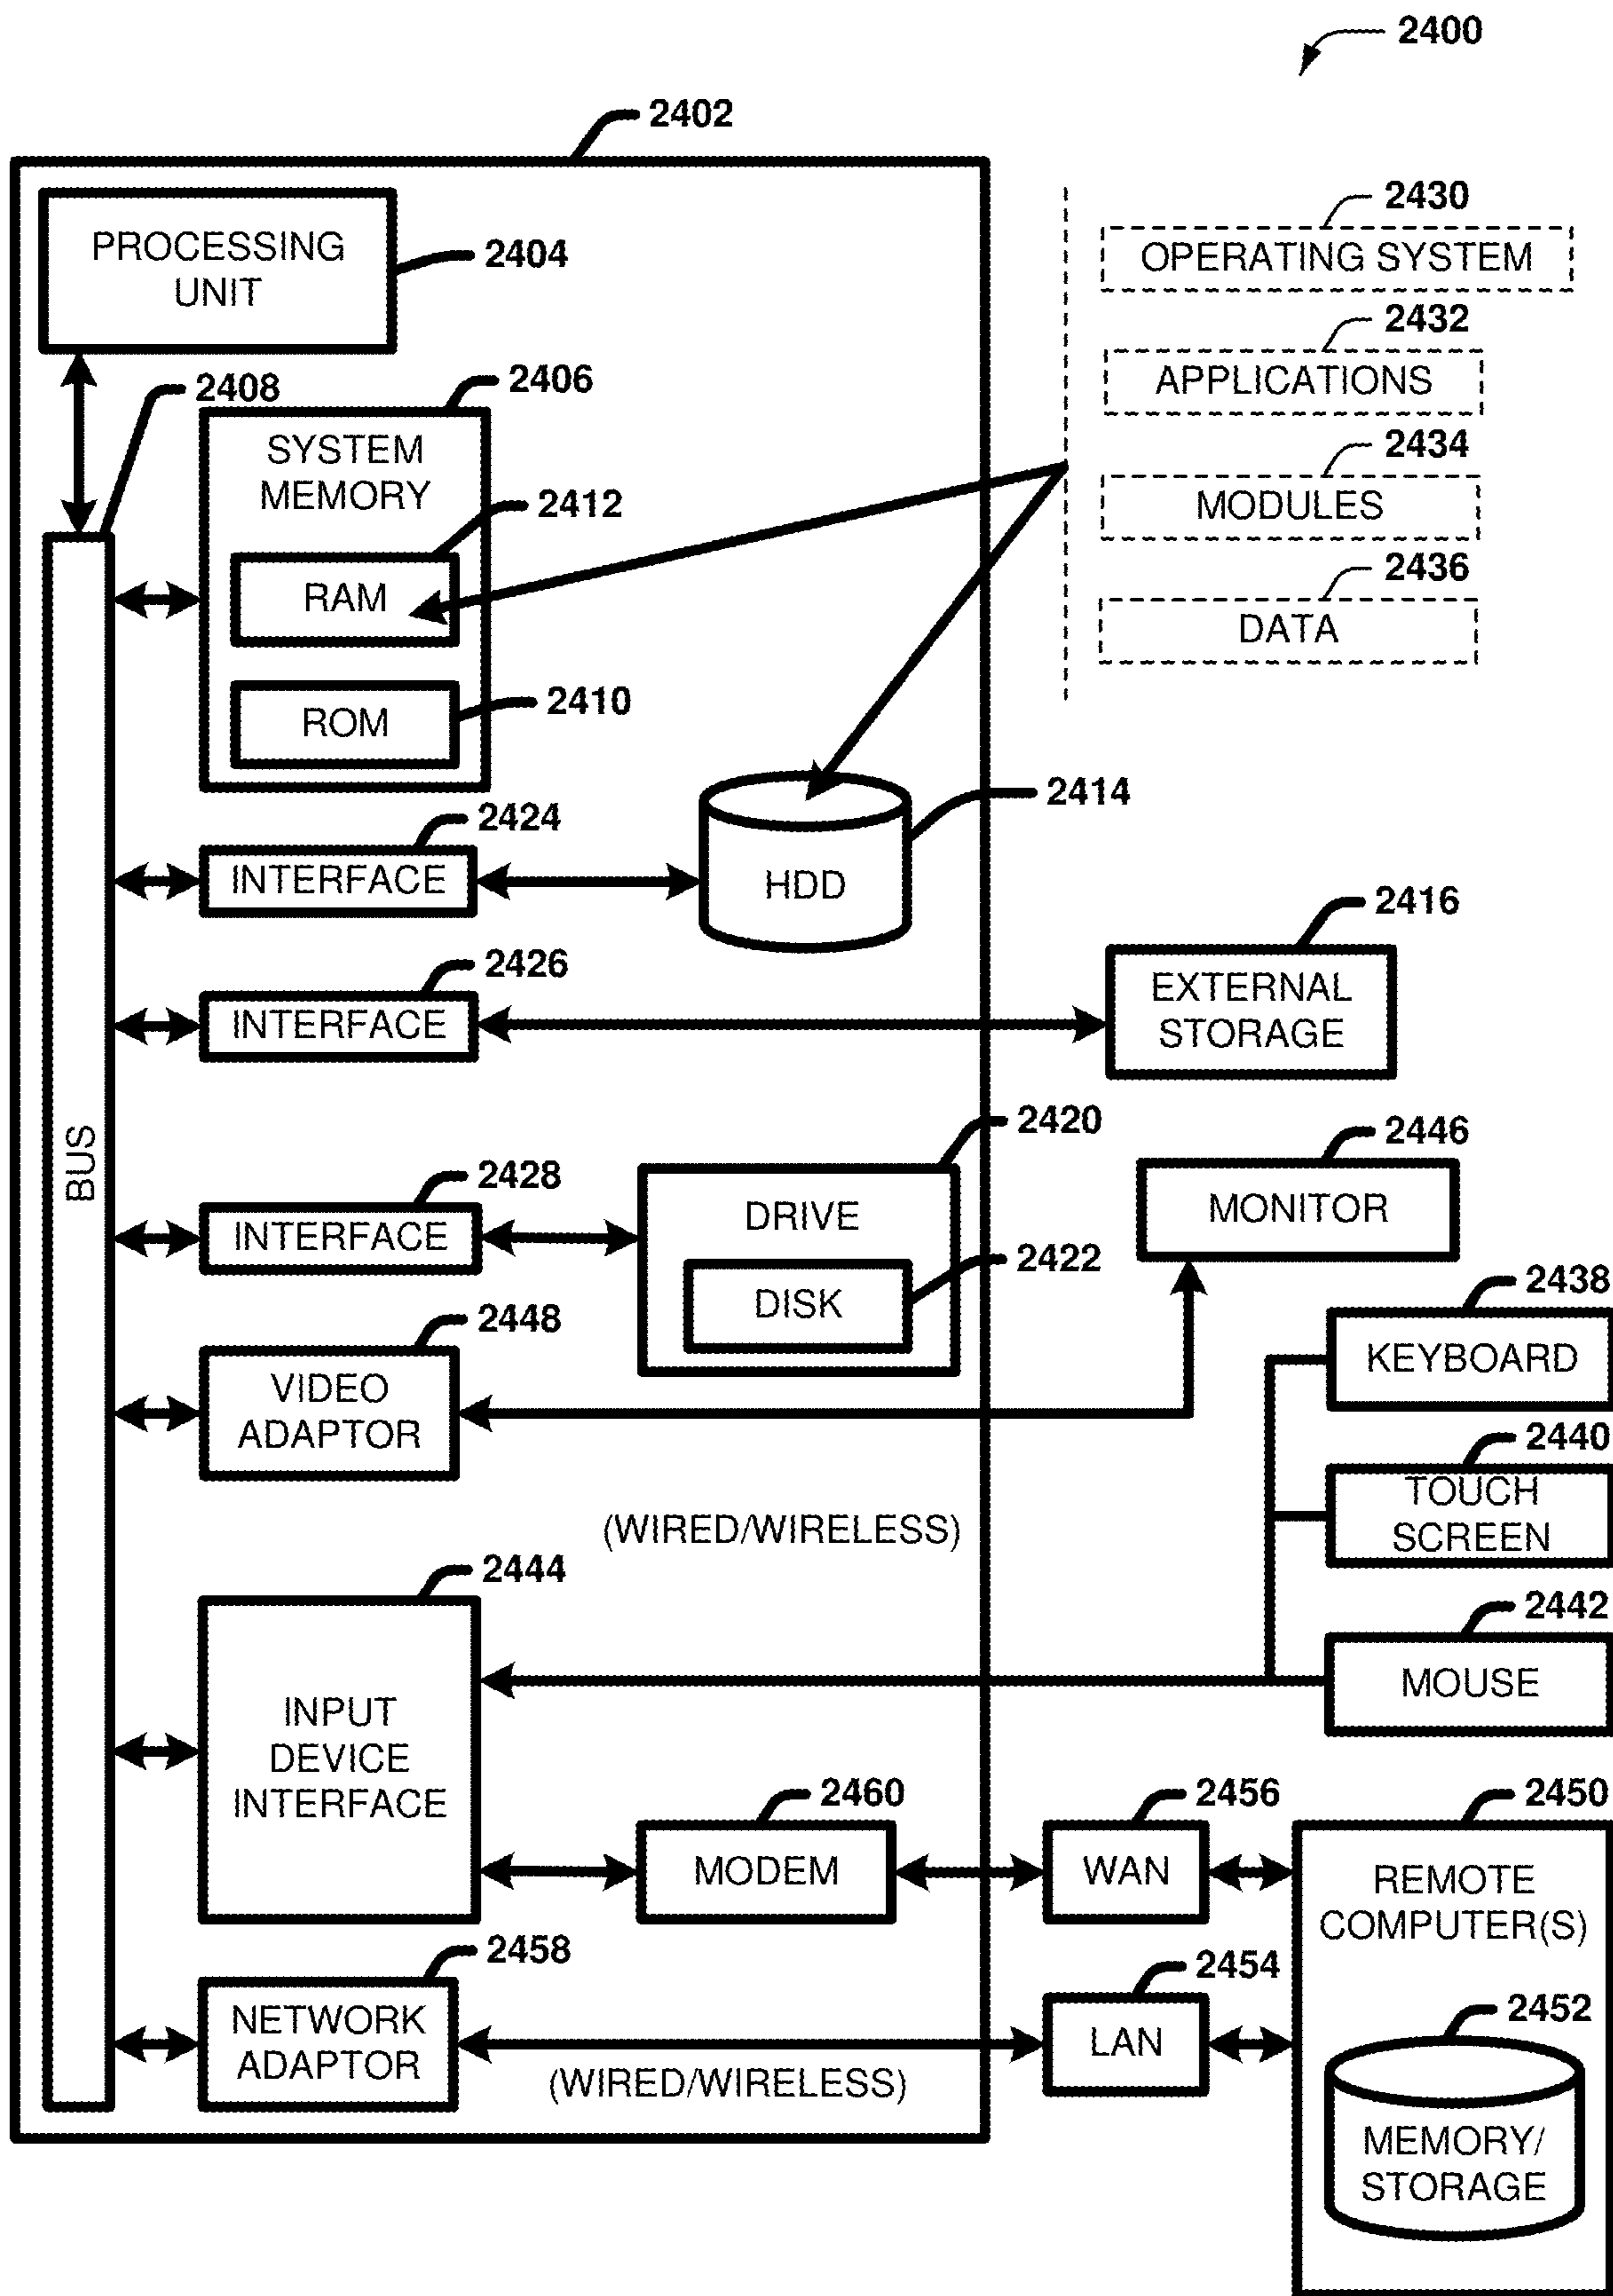 2400
2402
PROCESSING
UNIT
2404
2430
OPERATING SYSTEM
2432
APPLICATIONS
2434
MODULES
2436
DATA
2408
2406
SYSTEM
MEMORY
2412
RAM
2410
ROM
2424
INTERFACE
2414
HDD
2426
INTERFACE
2416
EXTERNAL
STORAGE
BUS
2428
INTERFACE
2420
DRIVE
2422
DISK
2446
MONITOR
2448
VIDEO
ADAPTOR
2438
KEYBOARD
2440
TOUCH
SCREEN
(WIRED/WIRELESS)
2442
MOUSE
2444
INPUT
DEVICE
INTERFACE
2460
MODEM
2456
WAN
2450
REMOTE
COMPUTER(S)
2458
NETWORK
ADAPTOR
(WIRED/WIRELESS)
2454
LAN
2452
MEMORY/
STORAGE